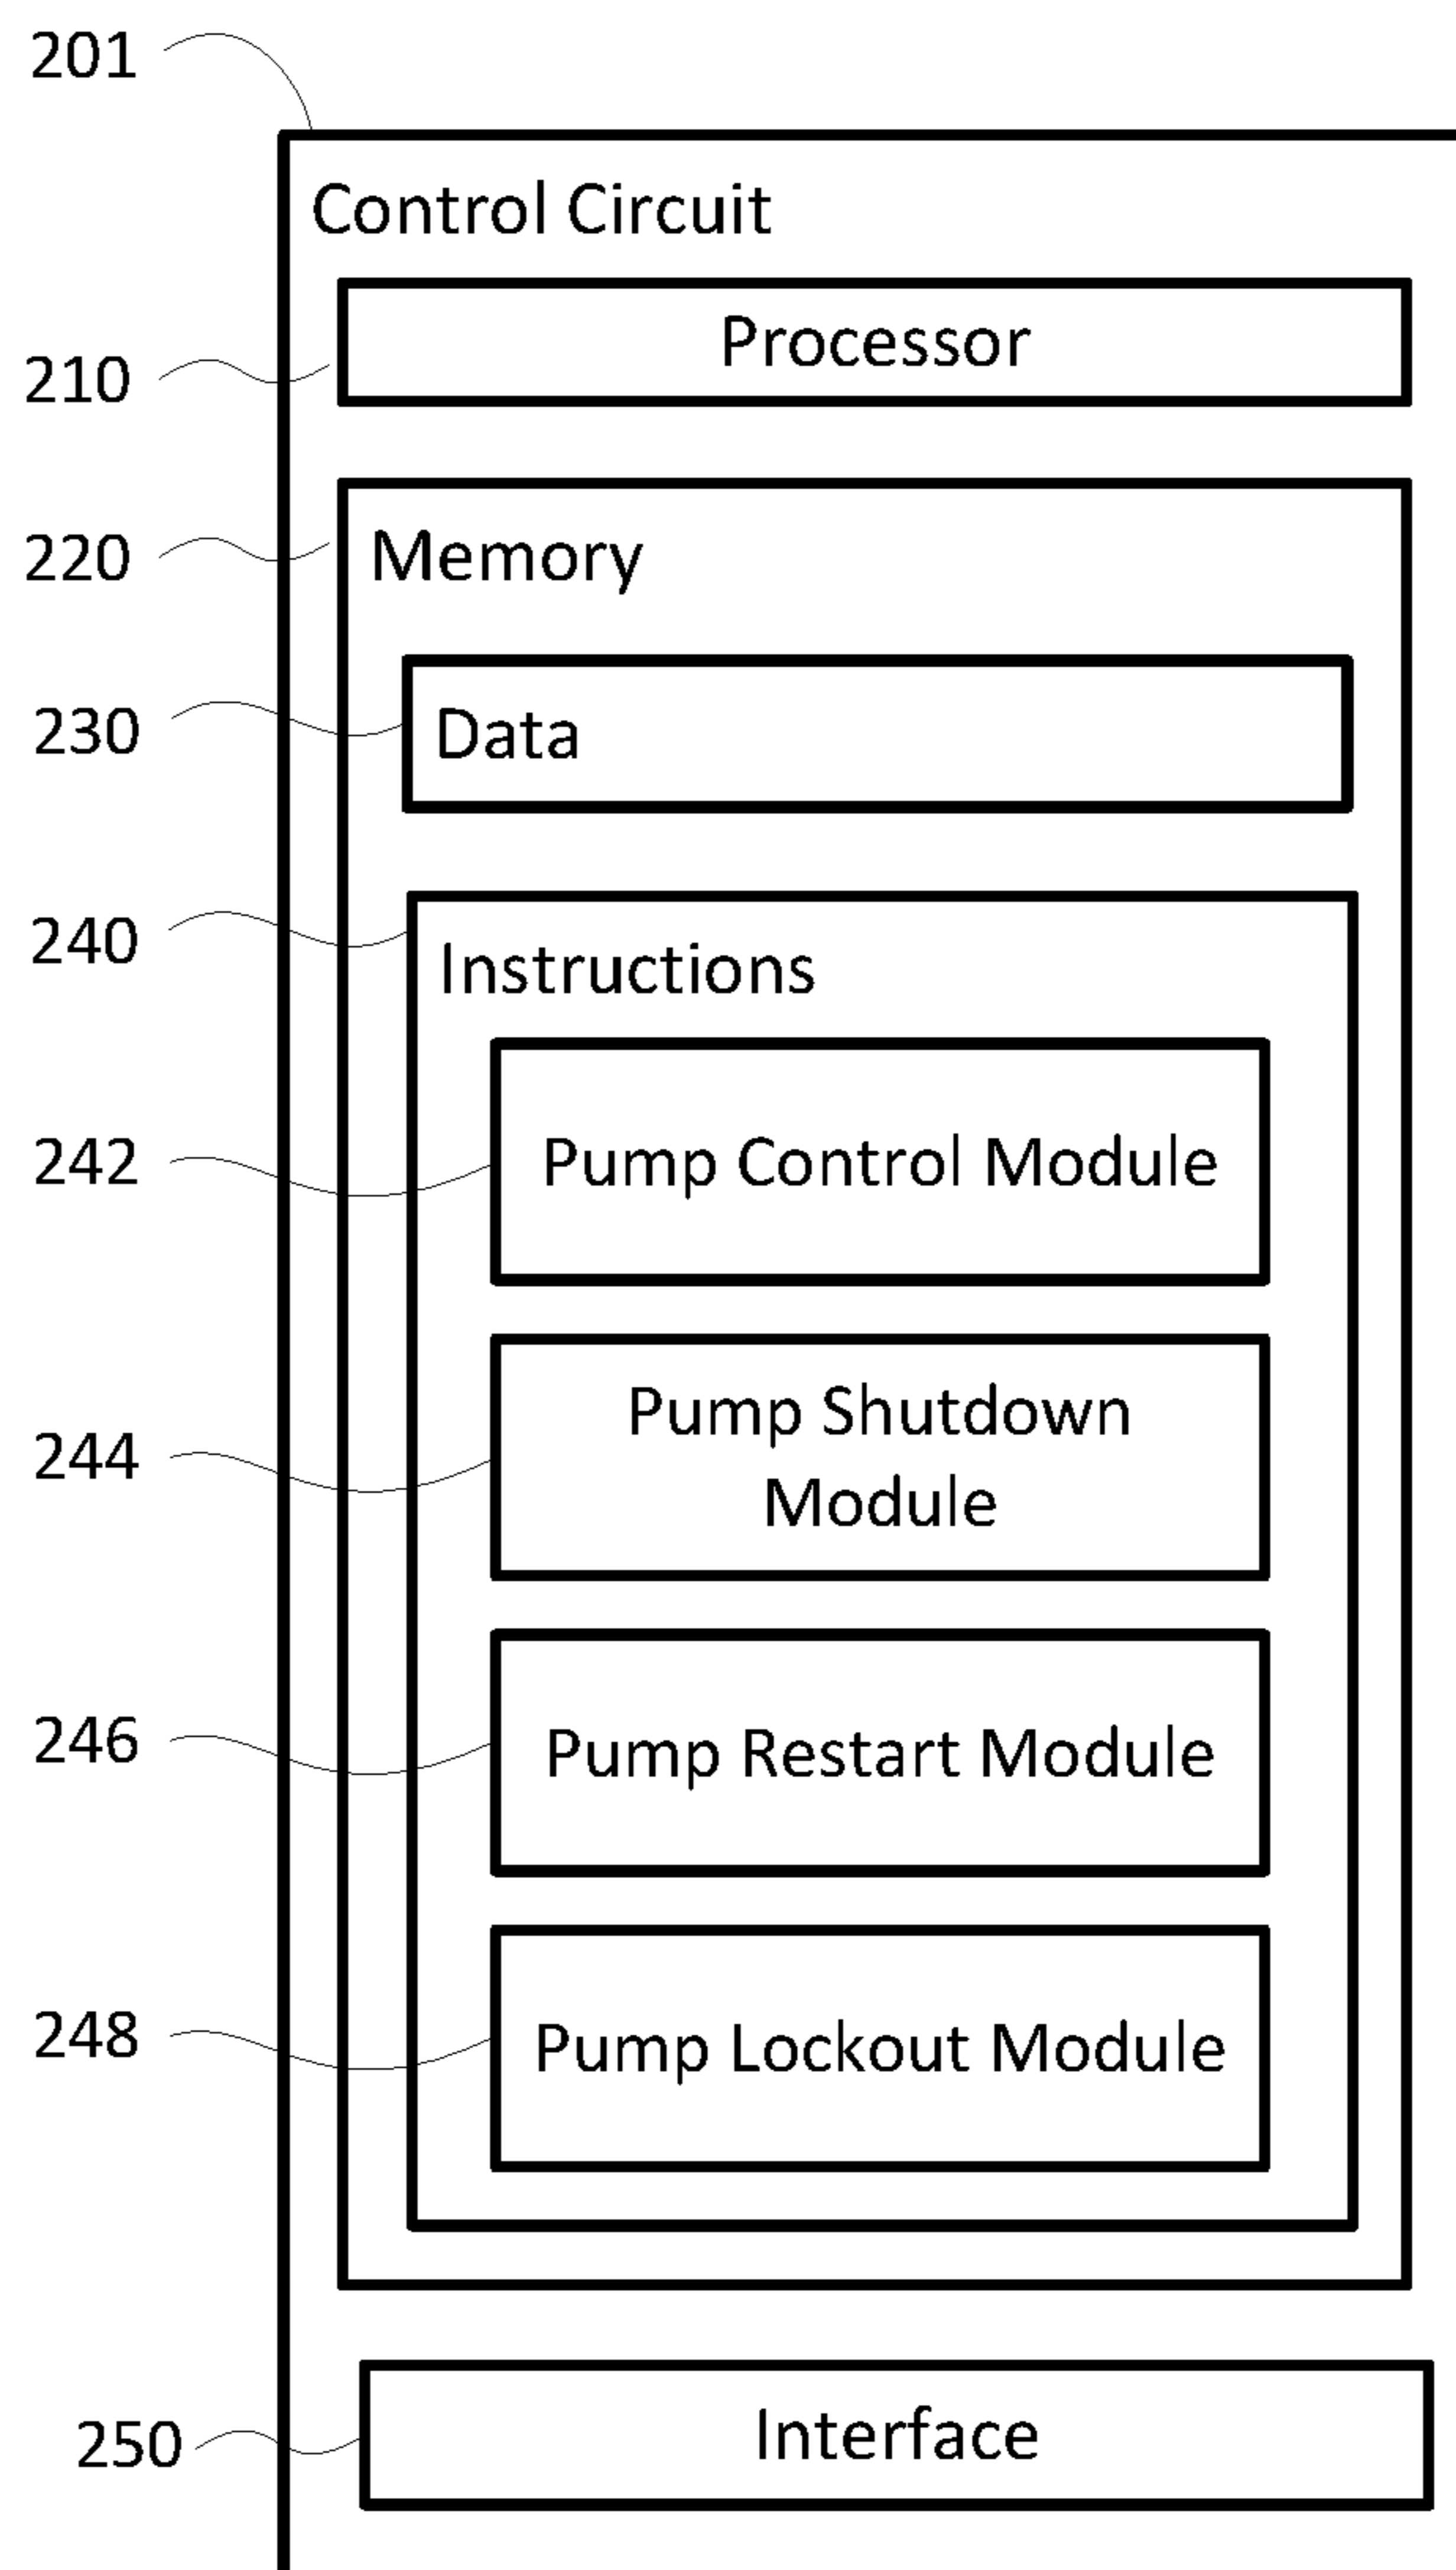 201
Control Circuit
Processor
210
220
Memory
230
Data
240
Instructions
242
Pump Control Module
Pump Shutdown
244
Module
246
Pump Restart Module
248
Pump Lockout Module
250
Interface